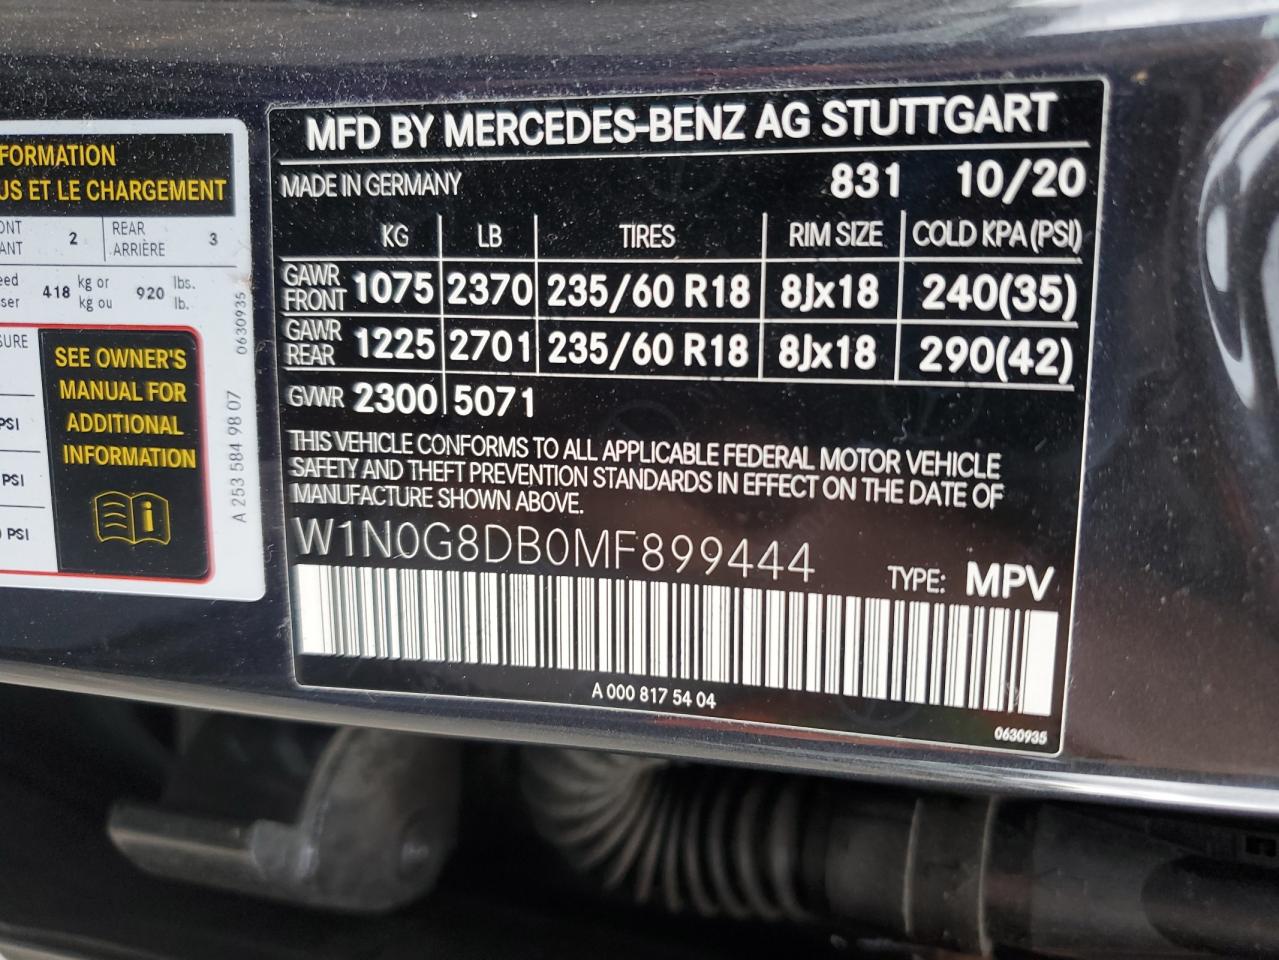 FORMATION
US ET LE CHARGEMENT
2
REAR
ARRIÈRE
3
418 kg or
kg ou
920 lbs.
lb.
0630935
SEE OWNER'S
MANUAL FOR
ADDITIONAL
INFORMATION
PSI
PSI
PSI
A 253 584 98 07
MFD BY MERCEDES-BENZ AG STUTTGART
MADE IN GERMANY 831 10/20
KG LB TIRES RIM SIZE COLD KPA (PSI)
GAWR FRONT 1075 2370 235/60 R18 8Jx18 240(35)
GAWR REAR 1225 2701 235/60 R18 8Jx18 290(42)
GVWR 2300 5071
THIS VEHICLE CONFORMS TO ALL APPLICABLE FEDERAL MOTOR VEHICLE
SAFETY AND THEFT PREVENTION STANDARDS IN EFFECT ON THE DATE OF
MANUFACTURE SHOWN ABOVE.
W1N0G8DB0MF899444
TYPE: MPV
A 000 817 54 04
0630935